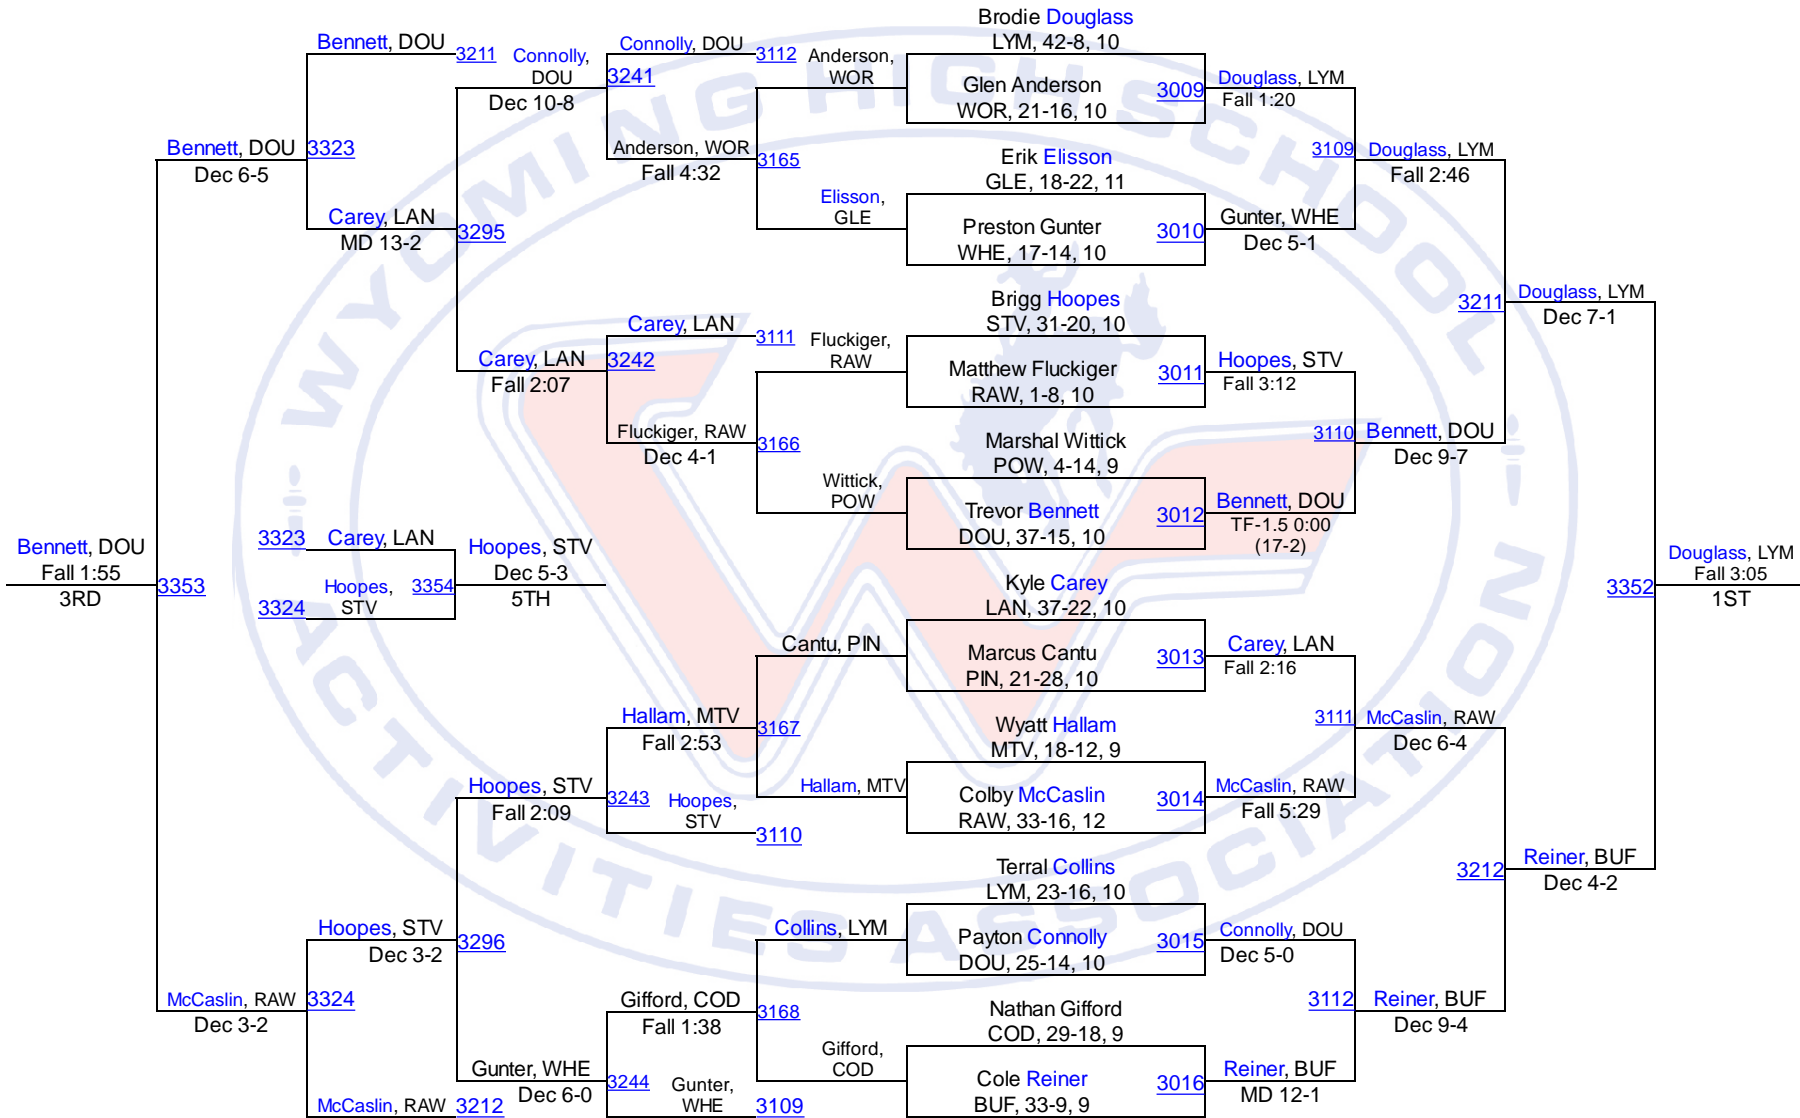 Brodie Douglass
LYM, 42-8, 10
Glen Anderson
WOR, 21-16, 10
3009
Erik Elisson
GLE, 18-22, 11
Preston Gunter
WHE, 17-14, 10
3010
Brigg Hoopes
STV, 31-20, 10
Matthew Fluckiger
RAW, 1-8, 10
3011
Marshal Wittick
POW, 4-14, 9
Trevor Bennett
DOU, 37-15, 10
3012
Kyle Carey
LAN, 37-22, 10
Marcus Cantu
PIN, 21-28, 10
3013
Wyatt Hallam
MTV, 18-12, 9
Colby McCaslin
RAW, 33-16, 12
3014
Terral Collins
LYM, 23-16, 10
Payton Connolly
DOU, 25-14, 10
3015
Nathan Gifford
COD, 29-18, 9
Cole Reiner
BUF, 33-9, 9
3016
Douglass, LYM
Fall 1:20
3109
Gunter, WHE
Dec 5-1
Hoopes, STV
Fall 3:12
3110
Bennett, DOU
TF-1.5 0:00
(17-2)
Carey, LAN
Fall 2:16
3111
McCaslin, RAW
Fall 5:29
Connolly, DOU
Dec 5-0
3112
Reiner, BUF
MD 12-1
Douglass, LYM
Fall 2:46
3211
Bennett, DOU
Dec 9-7
McCaslin, RAW
Dec 6-4
3212
Reiner, BUF
Dec 9-4
Douglass, LYM
Dec 7-1
3352
Reiner, BUF
Dec 4-2
Douglass, LYM
Fall 3:05
1ST
Anderson,
WOR
3165
Elisson,
GLE
Fluckiger,
RAW
3166
Wittick,
POW
Cantu, PIN
3167
Hallam, MTV
Collins, LYM
3168
Gifford,
COD
Connolly, DOU
3112
3241
Anderson, WOR
Fall 4:32
Carey, LAN
3111
3242
Fluckiger, RAW
Dec 4-1
Hallam, MTV
Fall 2:53
3243
Hoopes,
STV
3110
Gifford, COD
Fall 1:38
3244
Gunter,
WHE
3109
Connolly,
DOU
Dec 10-8
3295
Carey, LAN
Fall 2:07
Hoopes, STV
Fall 2:09
3296
Gunter, WHE
Dec 6-0
Bennett, DOU
3211
3323
Carey, LAN
MD 13-2
Hoopes, STV
Dec 3-2
3324
McCaslin, RAW
3212
Bennett, DOU
Dec 6-5
3353
McCaslin, RAW
Dec 3-2
Bennett, DOU
Fall 1:55
3RD
3323
Carey, LAN
3324
Hoopes,
STV
3354
Hoopes, STV
Dec 5-3
5TH
WYOMING HIGH SCHOOL
ACTIVITIES ASSOCIATION